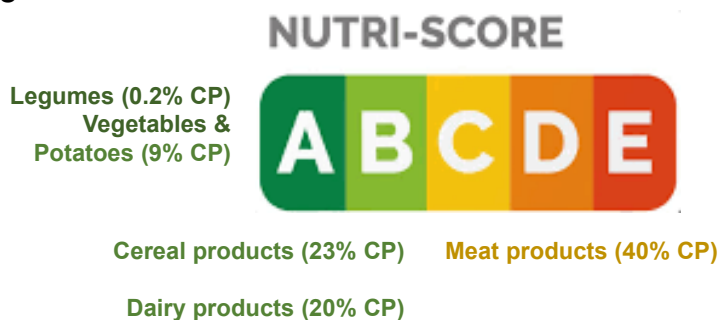 NUTRI-SCORE
Legumes (0.2% CP)
Vegetables &
Potatoes (9% CP)
A B C D E
Cereal products (23% CP)
Meat products (40% CP)
Dairy products (20% CP)